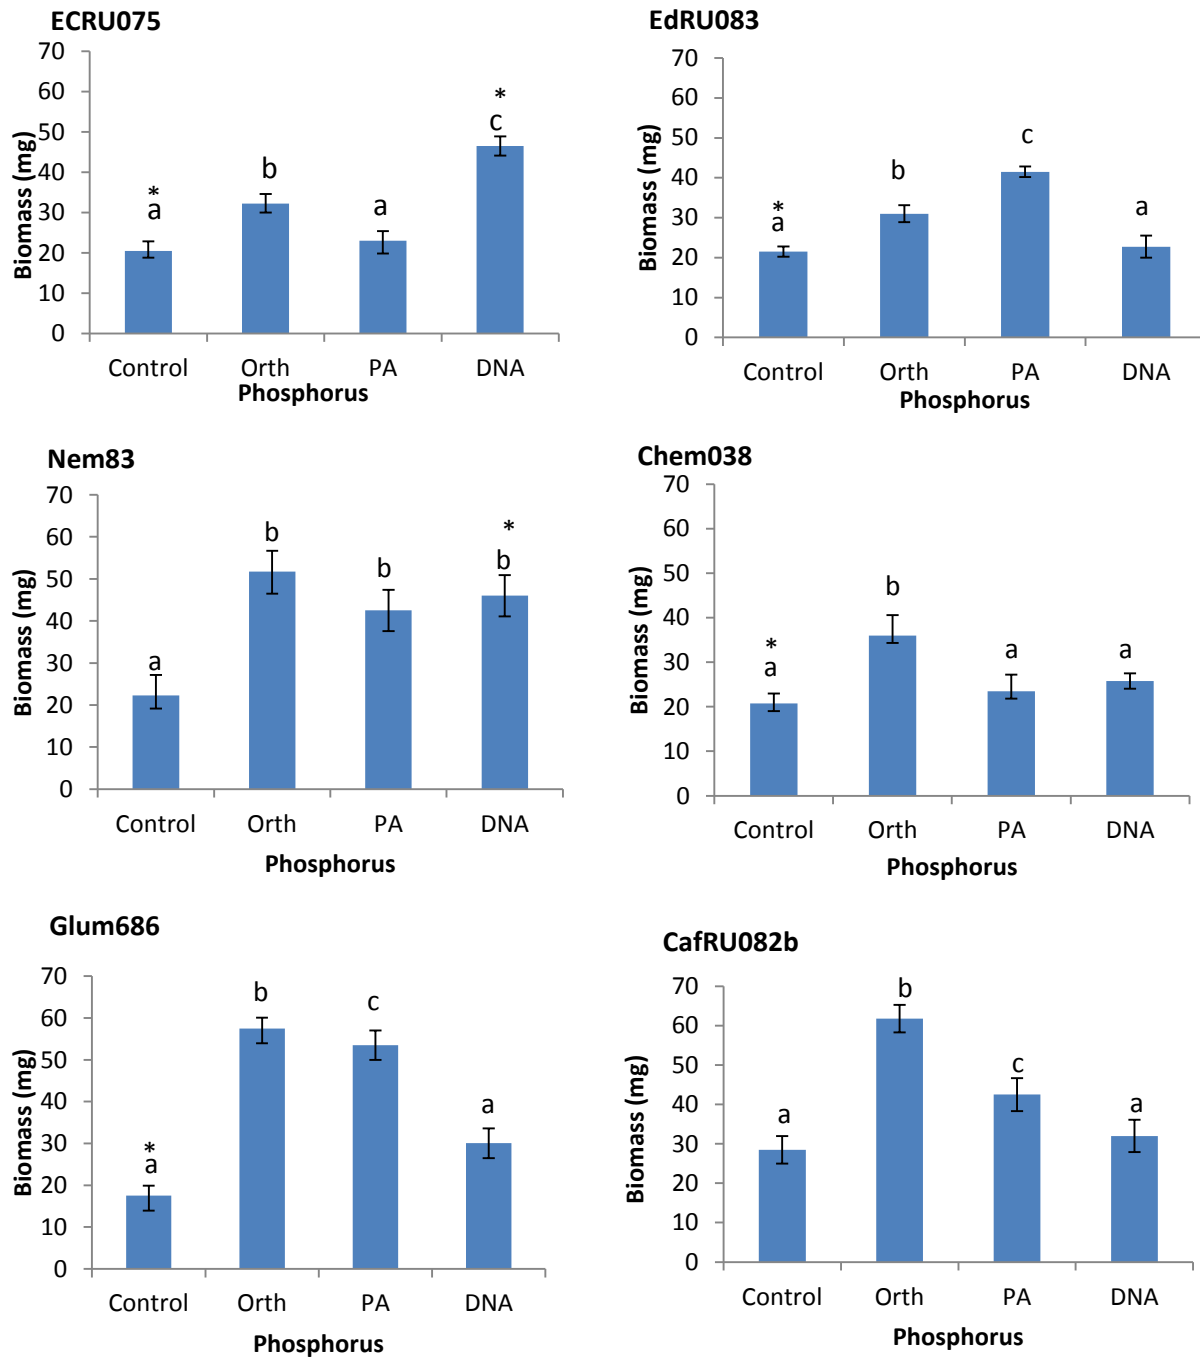 ECRU075
70
60
50
40
30
20
10
0
Biomass (mg)
*
a
b
a
*
c
Control Orth PA DNA
Phosphorus
EdRU083
70
60
50
40
30
20
10
0
Biomass (mg)
*
a
b
c
a
Control Orth PA DNA
Phosphorus
Nem83
70
60
50
40
30
20
10
0
Biomass (mg)
a
b
b
*
b
Control Orth PA DNA
Phosphorus
Chem038
70
60
50
40
30
20
10
0
Biomass (mg)
*
a
b
a
a
Control Orth PA DNA
Phosphorus
Glum686
70
60
50
40
30
20
10
0
Biomass (mg)
*
a
b
c
a
Control Orth PA DNA
Phosphorus
CafRU082b
70
60
50
40
30
20
10
0
Biomass (mg)
a
b
c
a
Control Orth PA DNA
Phosphorus